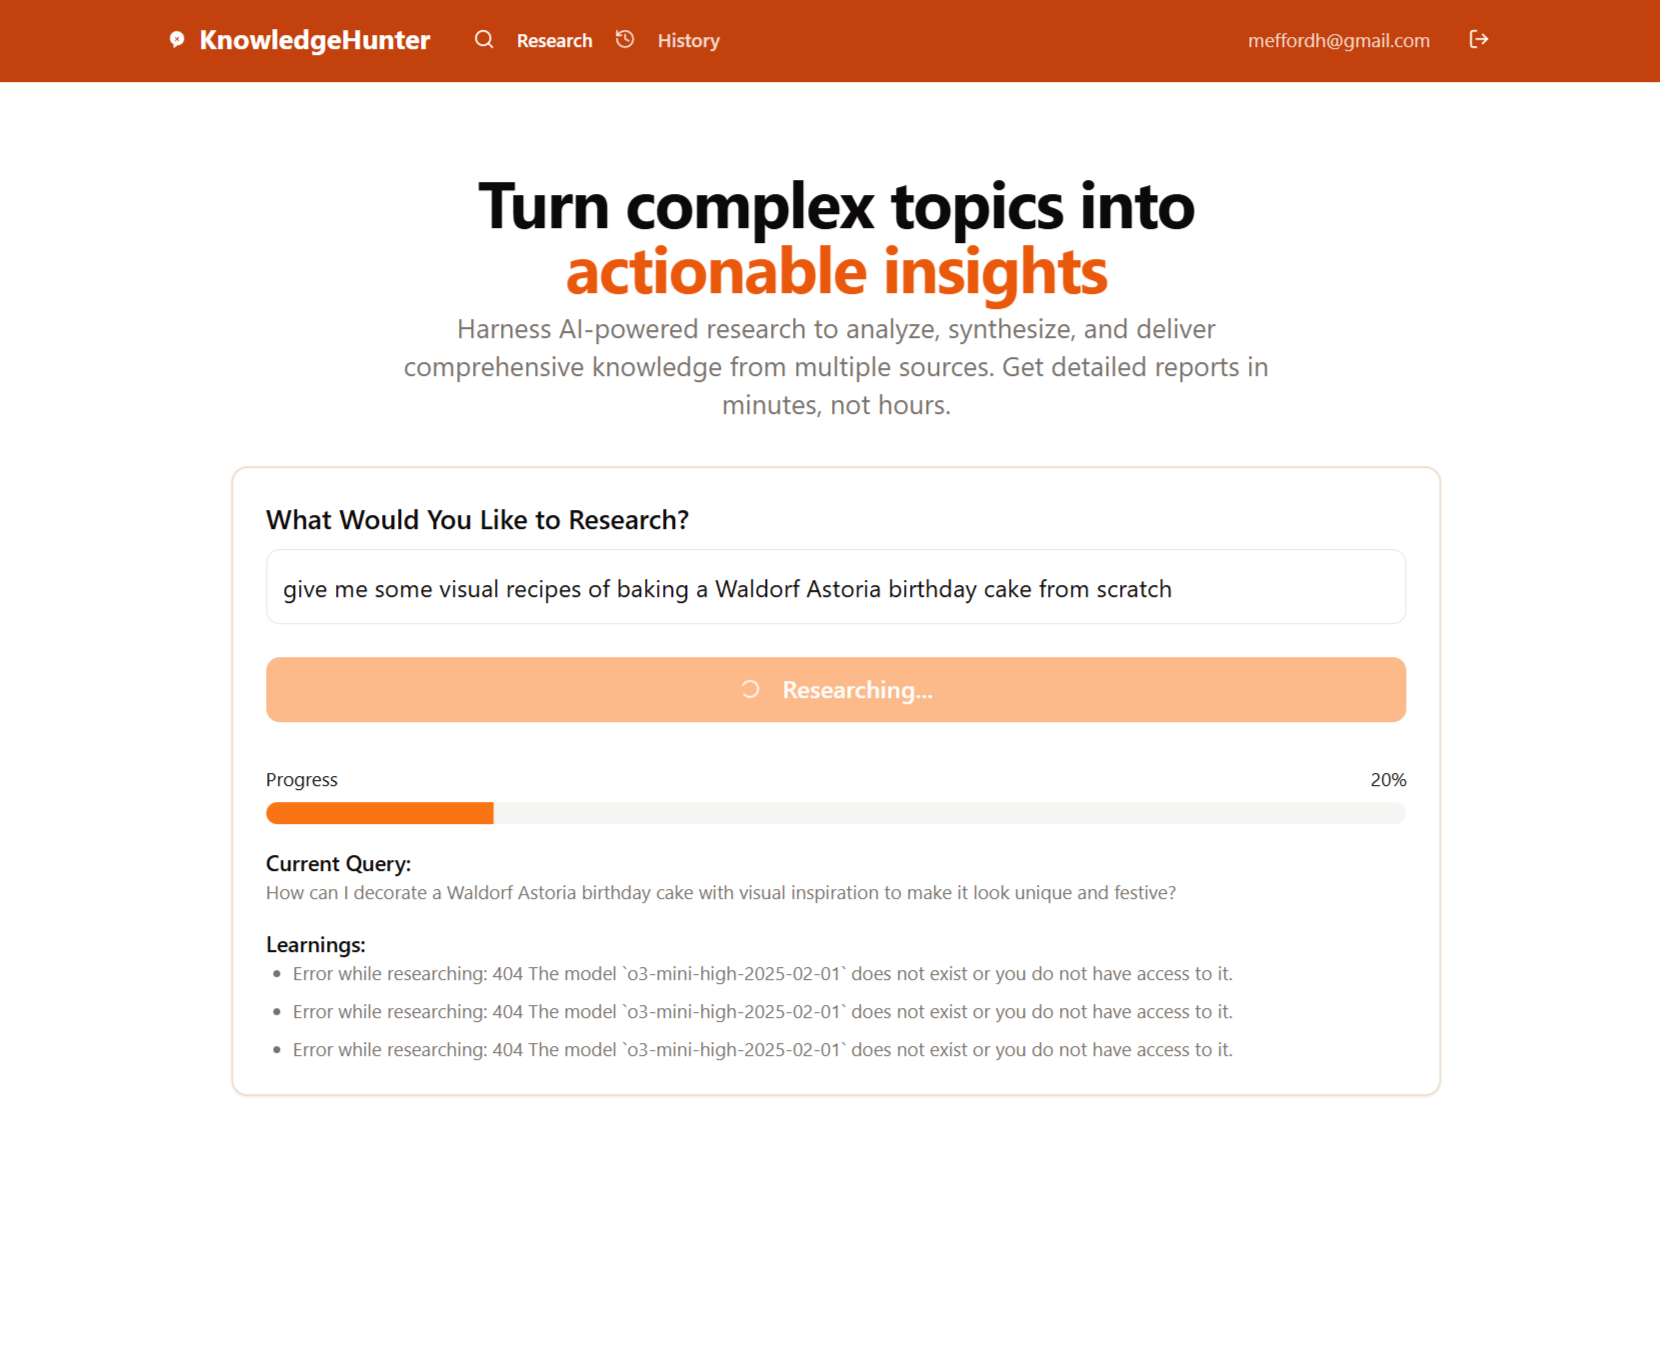 KnowledgeHunter Research History meffordh@gmail.com
Turn complex topics into
actionable insights
Harness AI-powered research to analyze, synthesize, and deliver
comprehensive knowledge from multiple sources. Get detailed reports in
minutes, not hours.
What Would You Like to Research?
give me some visual recipes of baking a Waldorf Astoria birthday cake from scratch
Researching...
Progress 20%
Current Query:
How can I decorate a Waldorf Astoria birthday cake with visual inspiration to make it look unique and festive?
Learnings:
• Error while researching: 404 The model `o3-mini-high-2025-02-01` does not exist or you do not have access to it.
• Error while researching: 404 The model `o3-mini-high-2025-02-01` does not exist or you do not have access to it.
• Error while researching: 404 The model `o3-mini-high-2025-02-01` does not exist or you do not have access to it.